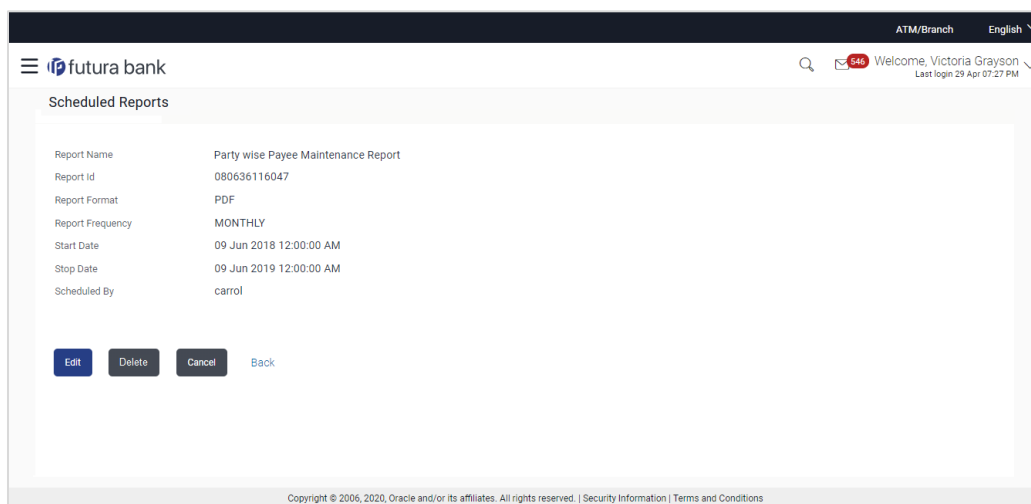 ATM/Branch English
futura bank 546 Welcome, Victoria Grayson
Last login 29 Apr 07:27 PM
Scheduled Reports
Report Name Party wise Payee Maintenance Report
Report Id 080636116047
Report Format PDF
Report Frequency MONTHLY
Start Date 09 Jun 2018 12:00:00 AM
Stop Date 09 Jun 2019 12:00:00 AM
Scheduled By carrol
Edit Delete Cancel Back
Copyright © 2006, 2020, Oracle and/or its affiliates. All rights reserved. | Security Information | Terms and Conditions